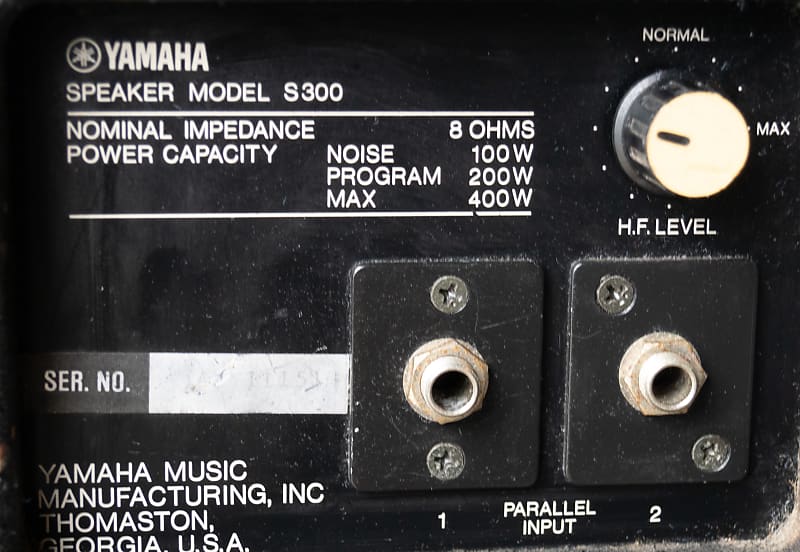 YAMAHA
SPEAKER MODEL S300
NOMINAL IMPEDANCE 8 OHMS
POWER CAPACITY NOISE 100W
PROGRAM 200W
MAX 400W
NORMAL
MAX
H.F. LEVEL
SER. NO.
YAMAHA MUSIC
MANUFACTURING, INC
THOMASTON,
GEORGIA, U.S.A.
1 PARALLEL INPUT 2